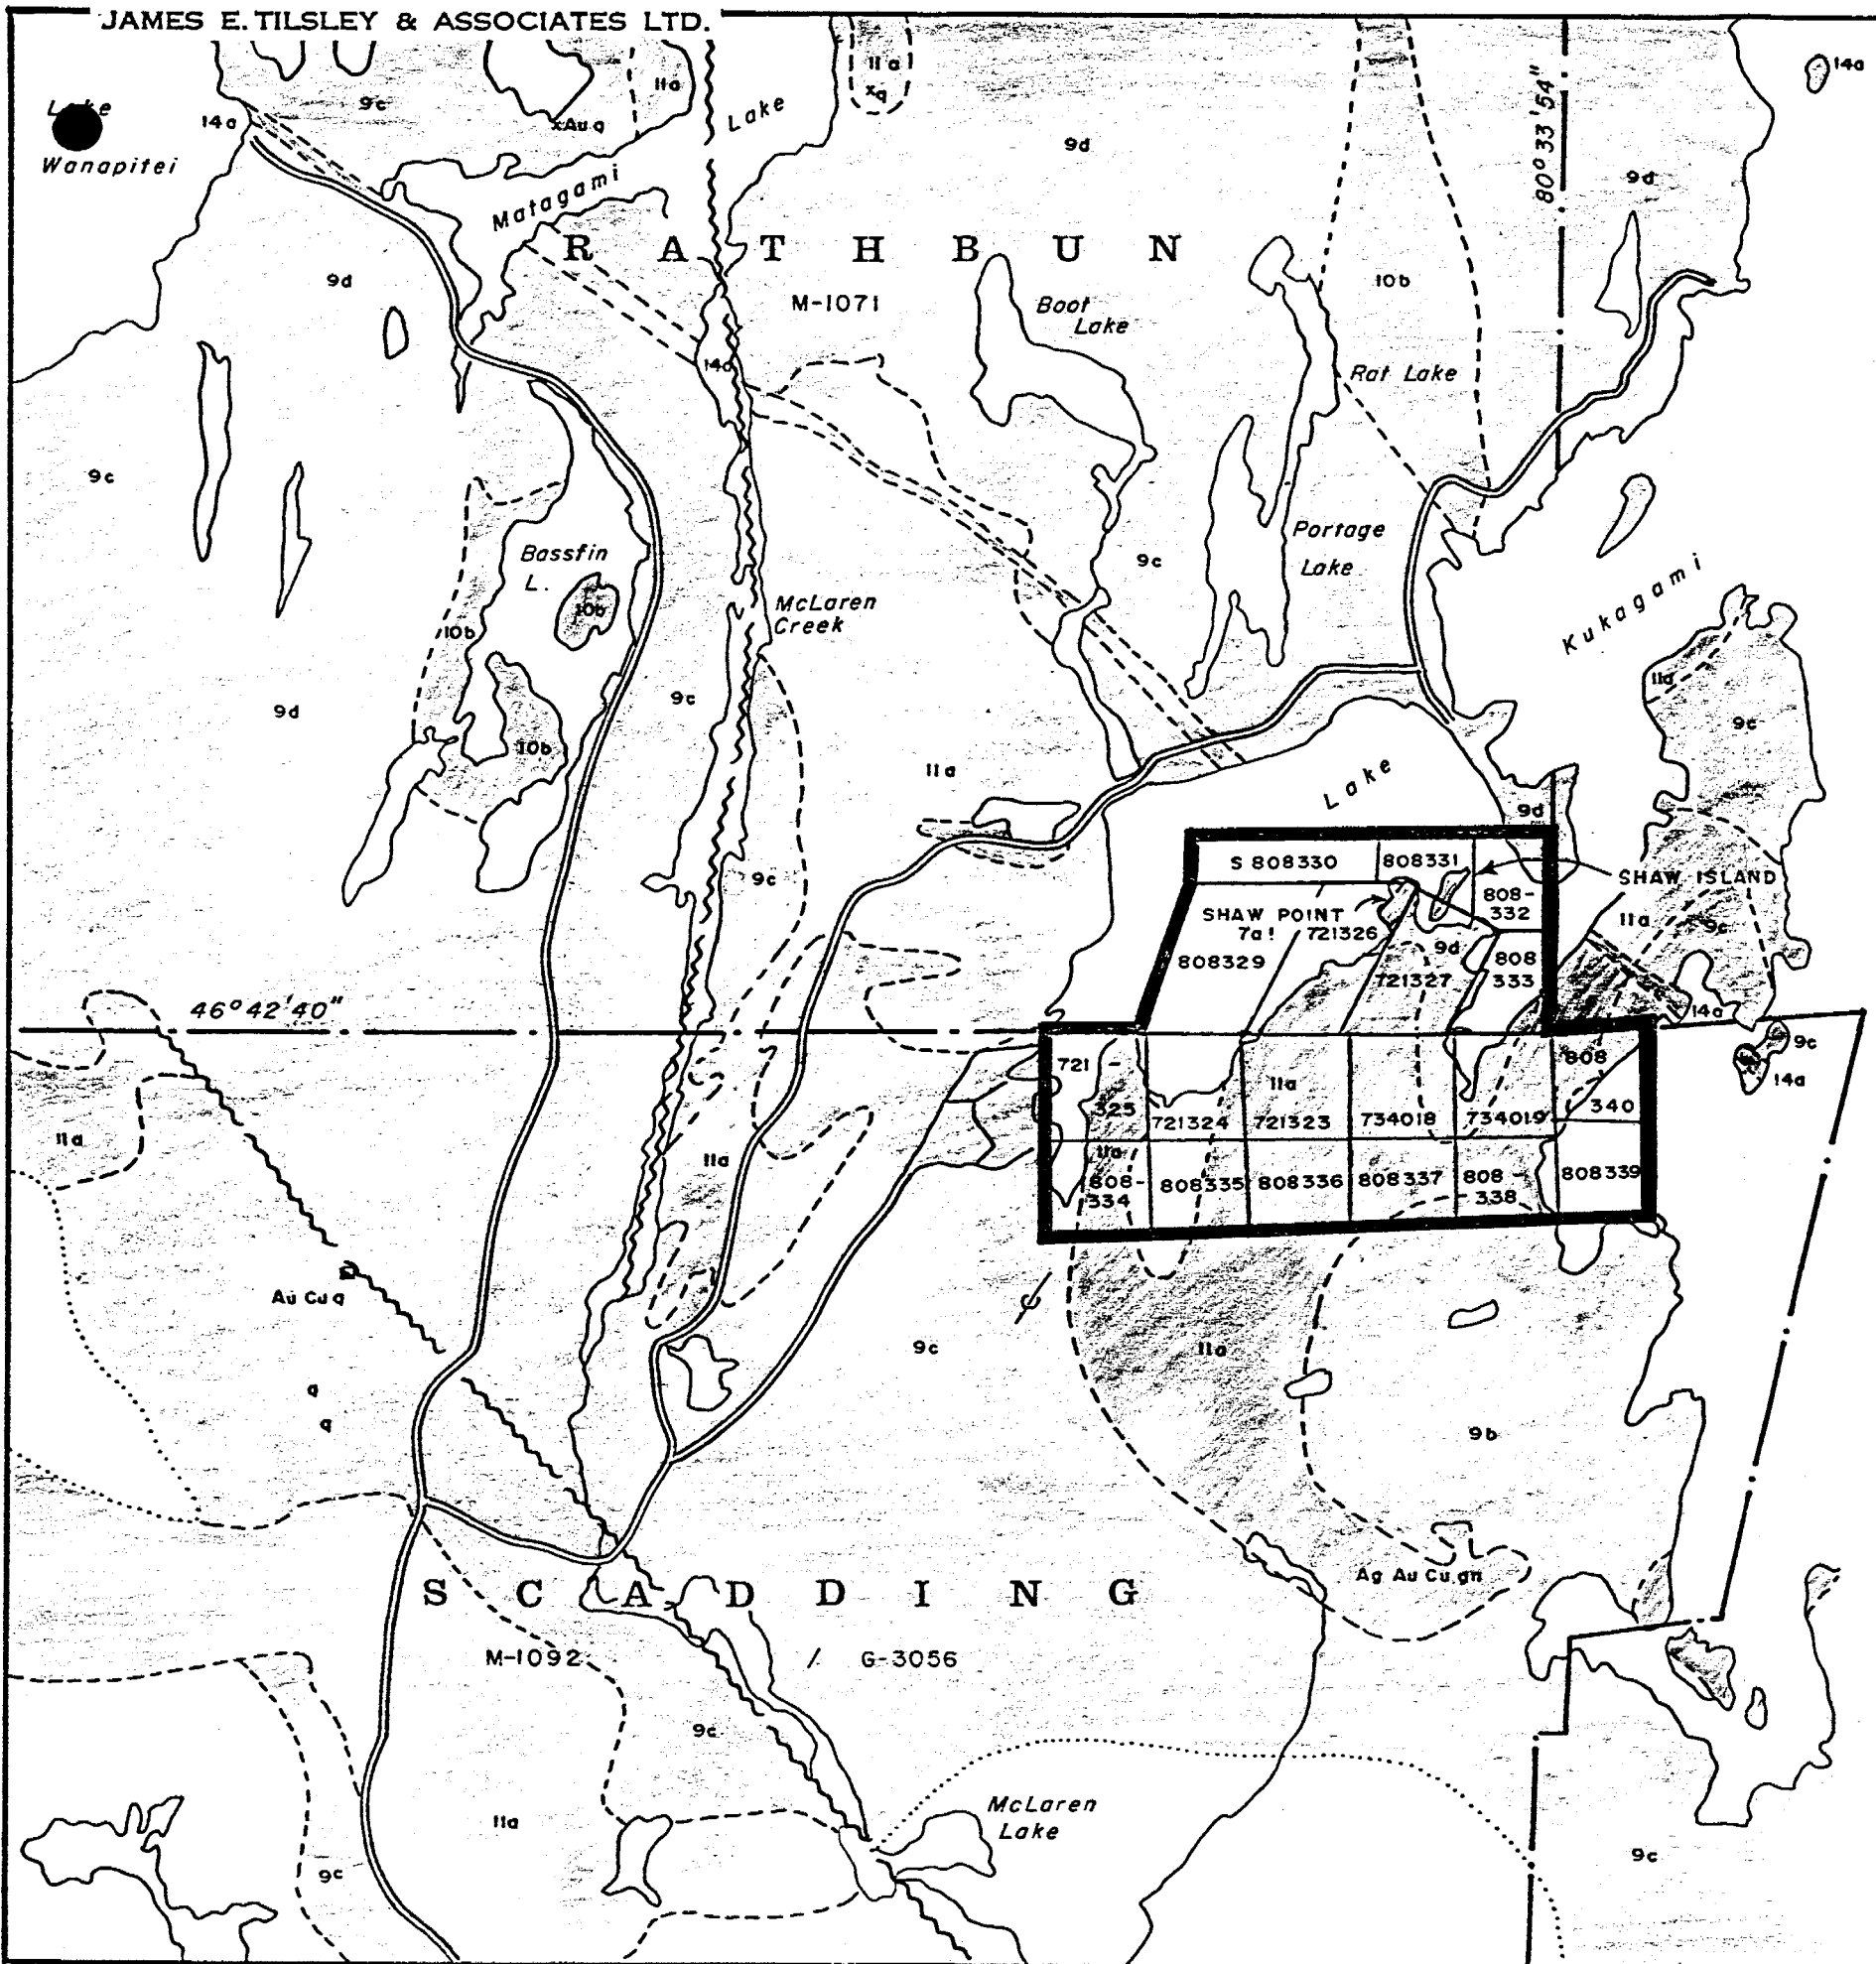 JAMES E. TILSLEY & ASSOCIATES LTD.
Lake
Wanapitei
14a
9c
11a
xAu q
Lake
11a
xq
9d
80° 33' 54"
14a
9d
Matagami
RATHBUN
M-1071
9d
Boot
Lake
10b
14a
Rat Lake
9c
Bassfin
L.
10b
10b
McLaren
Creek
9c
Portage
Lake
Kukagami
9d
9c
10b
11a
Lake
11a
9c
9d
9c
S 808330
808331
SHAW ISLAND
808-
332
SHAW POINT
7a!
721326
808329
9d
721327
808
333
11a
9c
14a
46° 42' 40"
721-
325
721324
11a
721323
734018
734019
808
340
9c
14a
11a
11a
11a
808-
334
808335
808336
808337
808-
338
808339
Au Cu q
q
q
9c
11a
9b
Ag Au Cu gn
SCADDING
M-1092
/ G-3056
9c
McLaren
Lake
11a
9c
9c